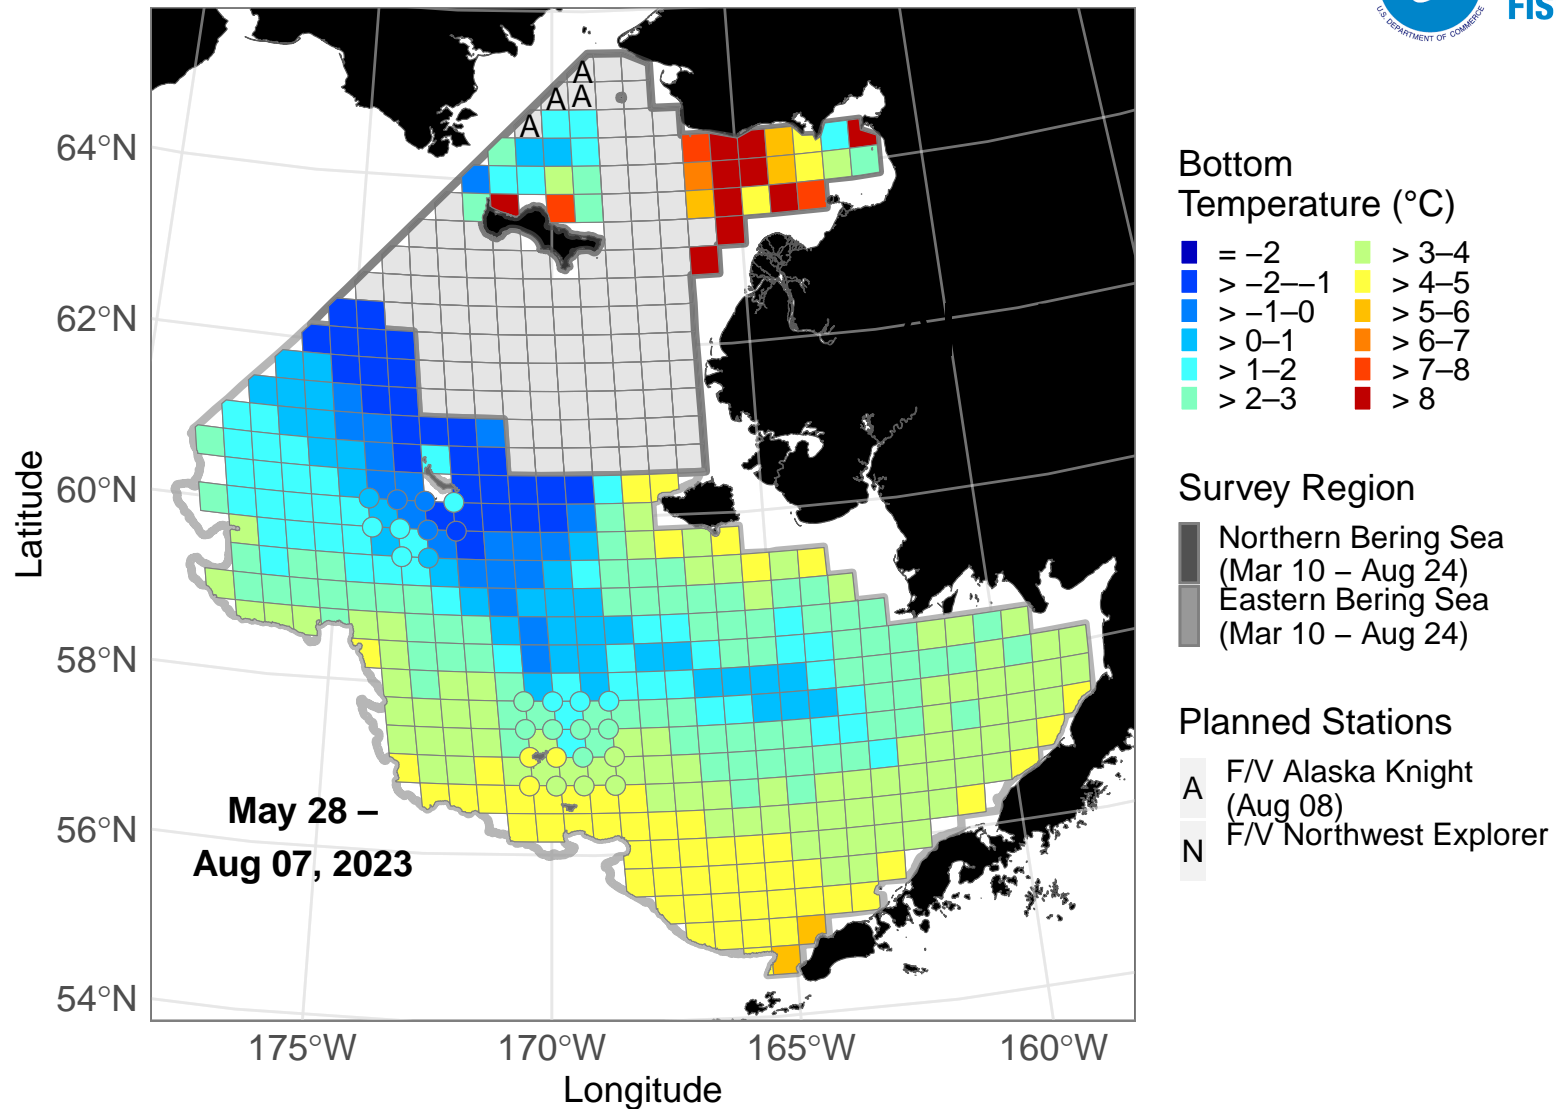 U.S. DEPARTMENT OF COMMERCE
FIS
A
A
A
A
64°N
62°N
60°N
58°N
56°N
54°N
Latitude
May 28 –
Aug 07, 2023
175°W
170°W
165°W
160°W
Longitude
Bottom
Temperature (°C)
= −2
> −2−−1
> −1−0
> 0−1
> 1−2
> 2−3
> 3−4
> 4−5
> 5−6
> 6−7
> 7−8
> 8
Survey Region
Northern Bering Sea
(Mar 10 − Aug 24)
Eastern Bering Sea
(Mar 10 − Aug 24)
Planned Stations
A F/V Alaska Knight
(Aug 08)
N F/V Northwest Explorer